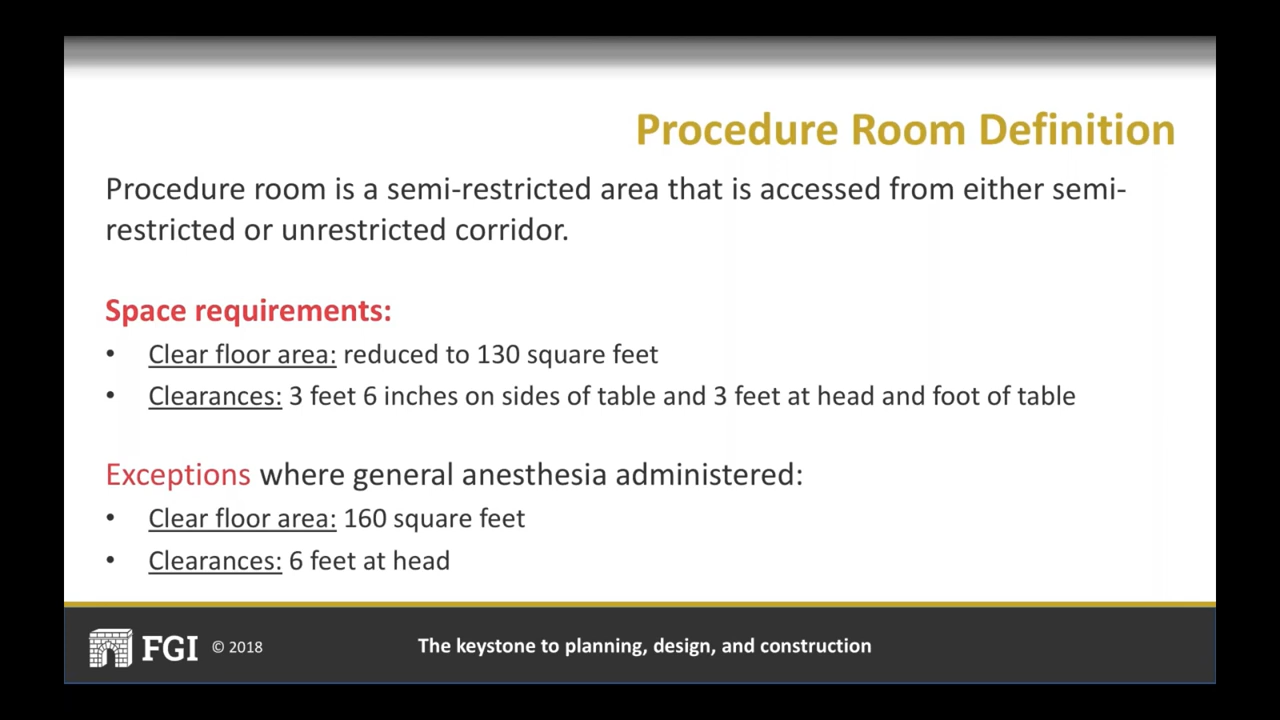 Procedure Room Definition
Procedure room is a semi-restricted area that is accessed from either semi-
restricted or unrestricted corridor.
Space requirements:
• Clear floor area: reduced to 130 square feet
• Clearances: 3 feet 6 inches on sides of table and 3 feet at head and foot of table
Exceptions where general anesthesia administered:
• Clear floor area: 160 square feet
• Clearances: 6 feet at head
FGI © 2018 The keystone to planning, design, and construction